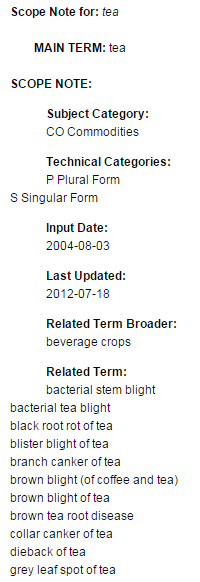 Scope Note for: tea
MAIN TERM: tea
SCOPE NOTE:
Subject Category:
CO Commodities
Technical Categories:
P Plural Form
S Singular Form
Input Date:
2004-08-03
Last Updated:
2012-07-18
Related Term Broader:
beverage crops
Related Term:
bacterial stem blight
bacterial tea blight
black root rot of tea
blister blight of tea
branch canker of tea
brown blight (of coffee and tea)
brown blight of tea
brown tea root disease
collar canker of tea
dieback of tea
grey leaf spot of tea